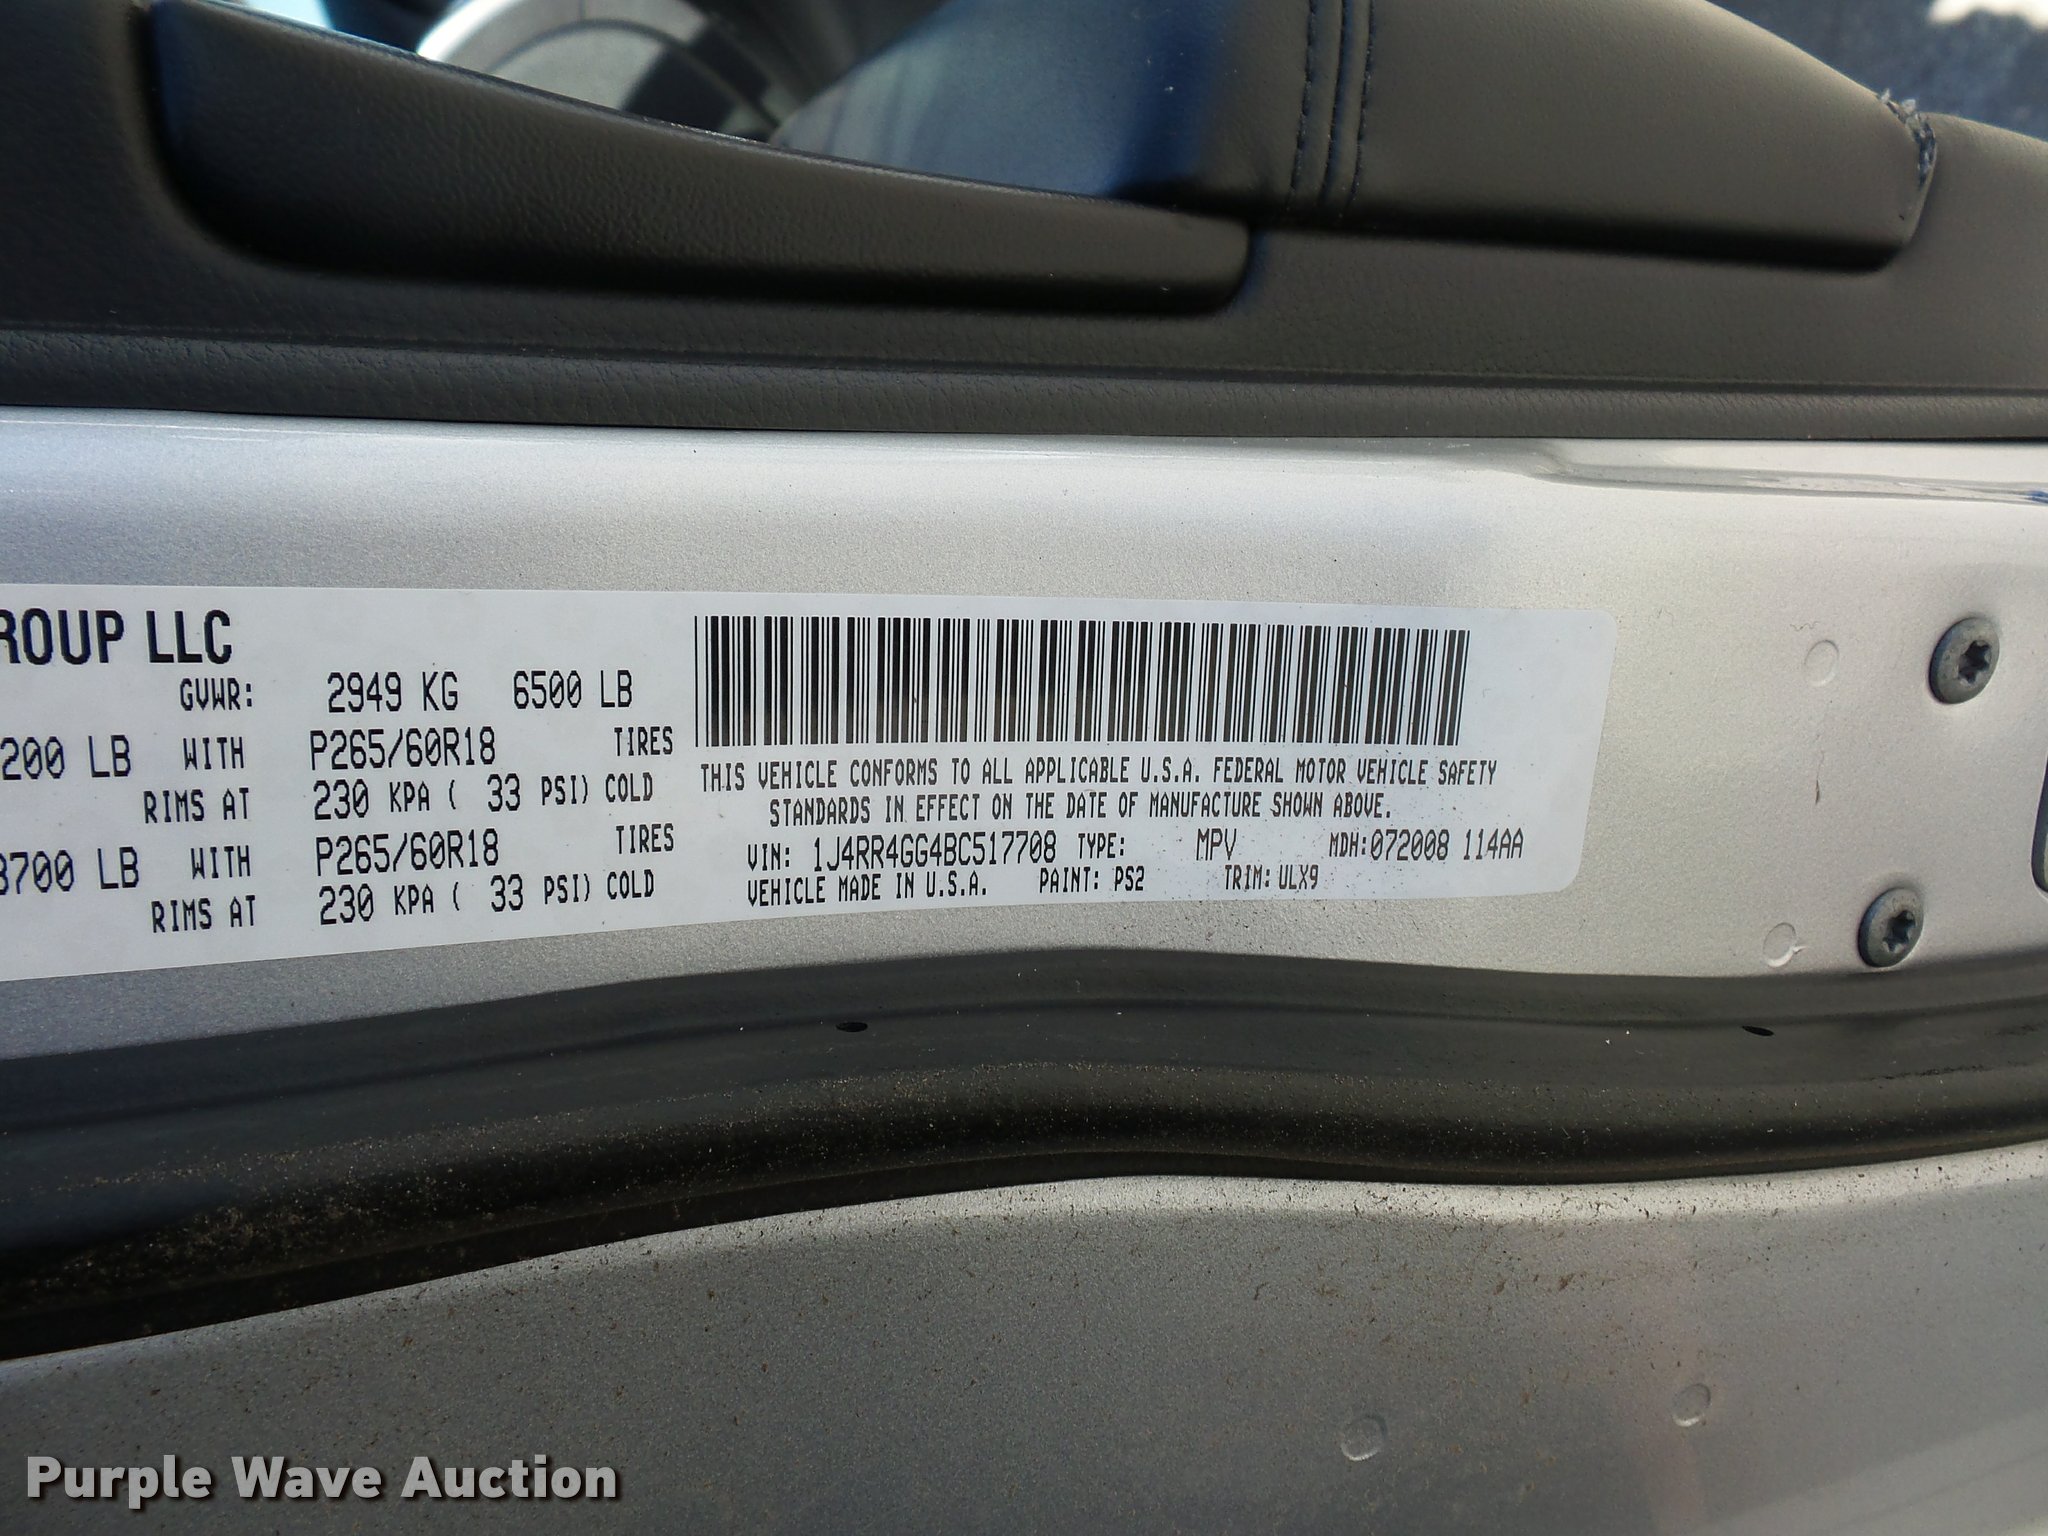 ROUP LLC
GVWR: 2949 KG 6500 LB
200 LB WITH P265/60R18 TIRES
RIMS AT 230 KPA ( 33 PSI) COLD
3700 LB WITH P265/60R18 TIRES
RIMS AT 230 KPA ( 33 PSI) COLD
THIS VEHICLE CONFORMS TO ALL APPLICABLE U.S.A. FEDERAL MOTOR VEHICLE SAFETY
STANDARDS IN EFFECT ON THE DATE OF MANUFACTURE SHOWN ABOVE.
VIN: 1J4RR4GG4BC517708 TYPE: MPV MDH:072008 114AA
VEHICLE MADE IN U.S.A. PAINT: PS2 TRIM: ULX9
Purple Wave Auction